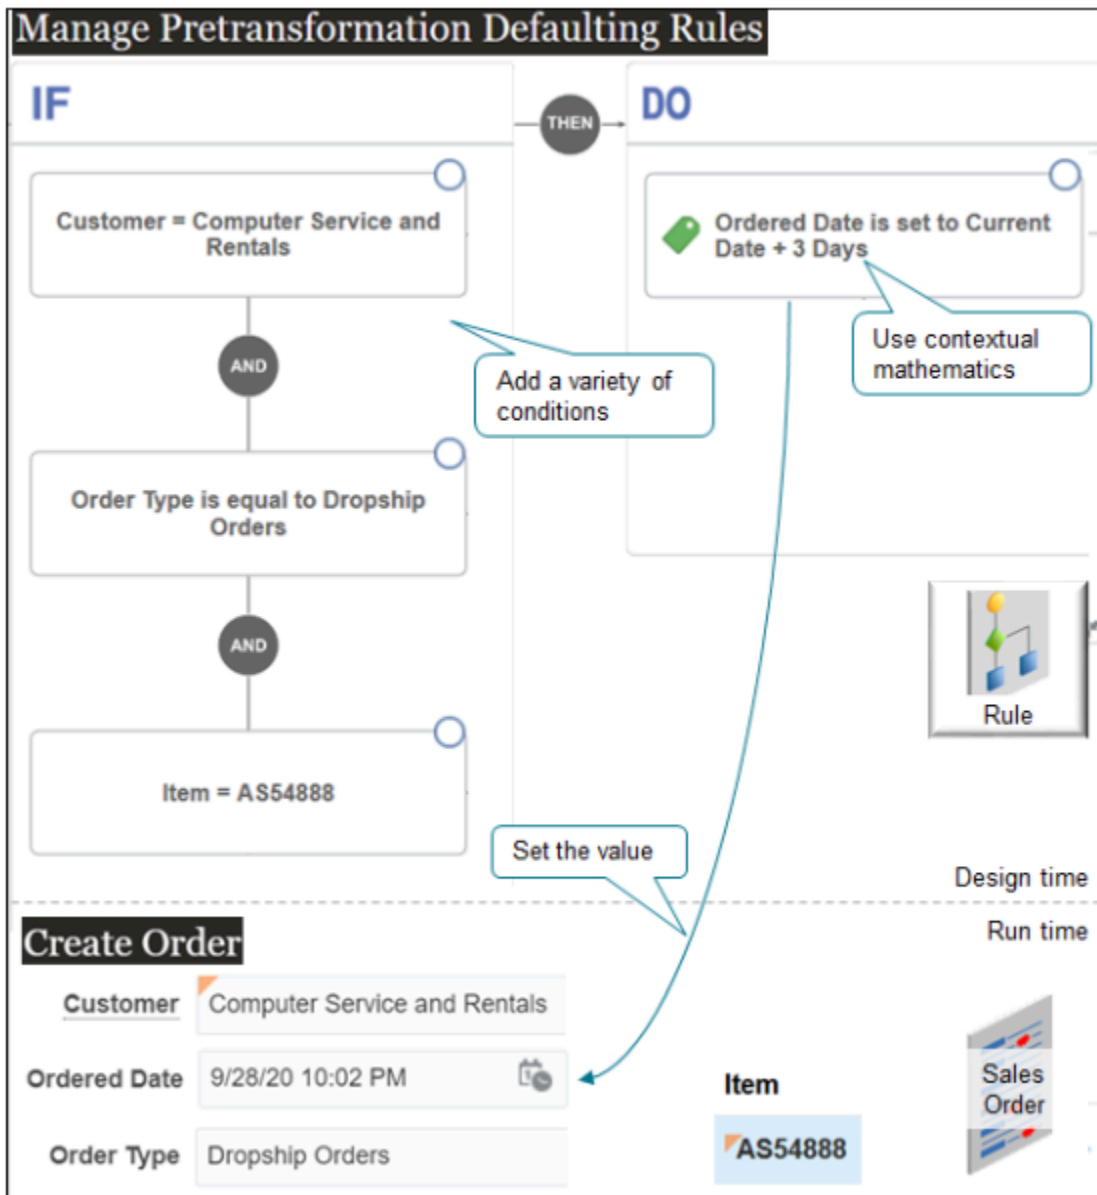 Manage Pretransformation Defaulting Rules
IF
THEN
DO
Customer = Computer Service and
Rentals
Ordered Date is set to Current
Date + 3 Days
Use contextual
mathematics
AND
Add a variety of
conditions
Order Type is equal to Dropship
Orders
AND
Rule
Item = AS54888
Set the value
Design time
Run time
Create Order
Customer
Computer Service and Rentals
Ordered Date
9/28/20 10:02 PM
Item
Sales
Order
Order Type
Dropship Orders
AS54888